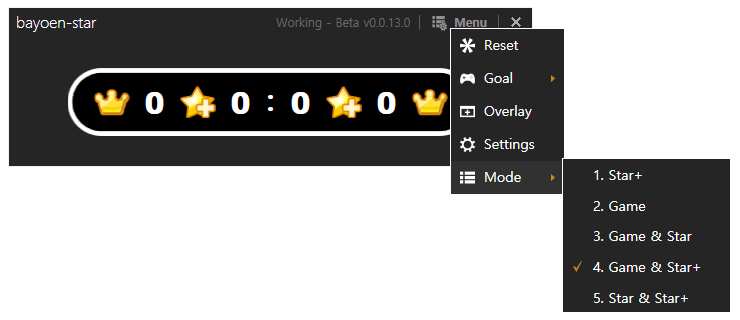 bayoen-star
Working - Beta v0.0.13.0
Menu
0 0 : 0 0
Reset
Goal
Overlay
Settings
Mode
1. Star+
2. Game
3. Game & Star
4. Game & Star+
5. Star & Star+